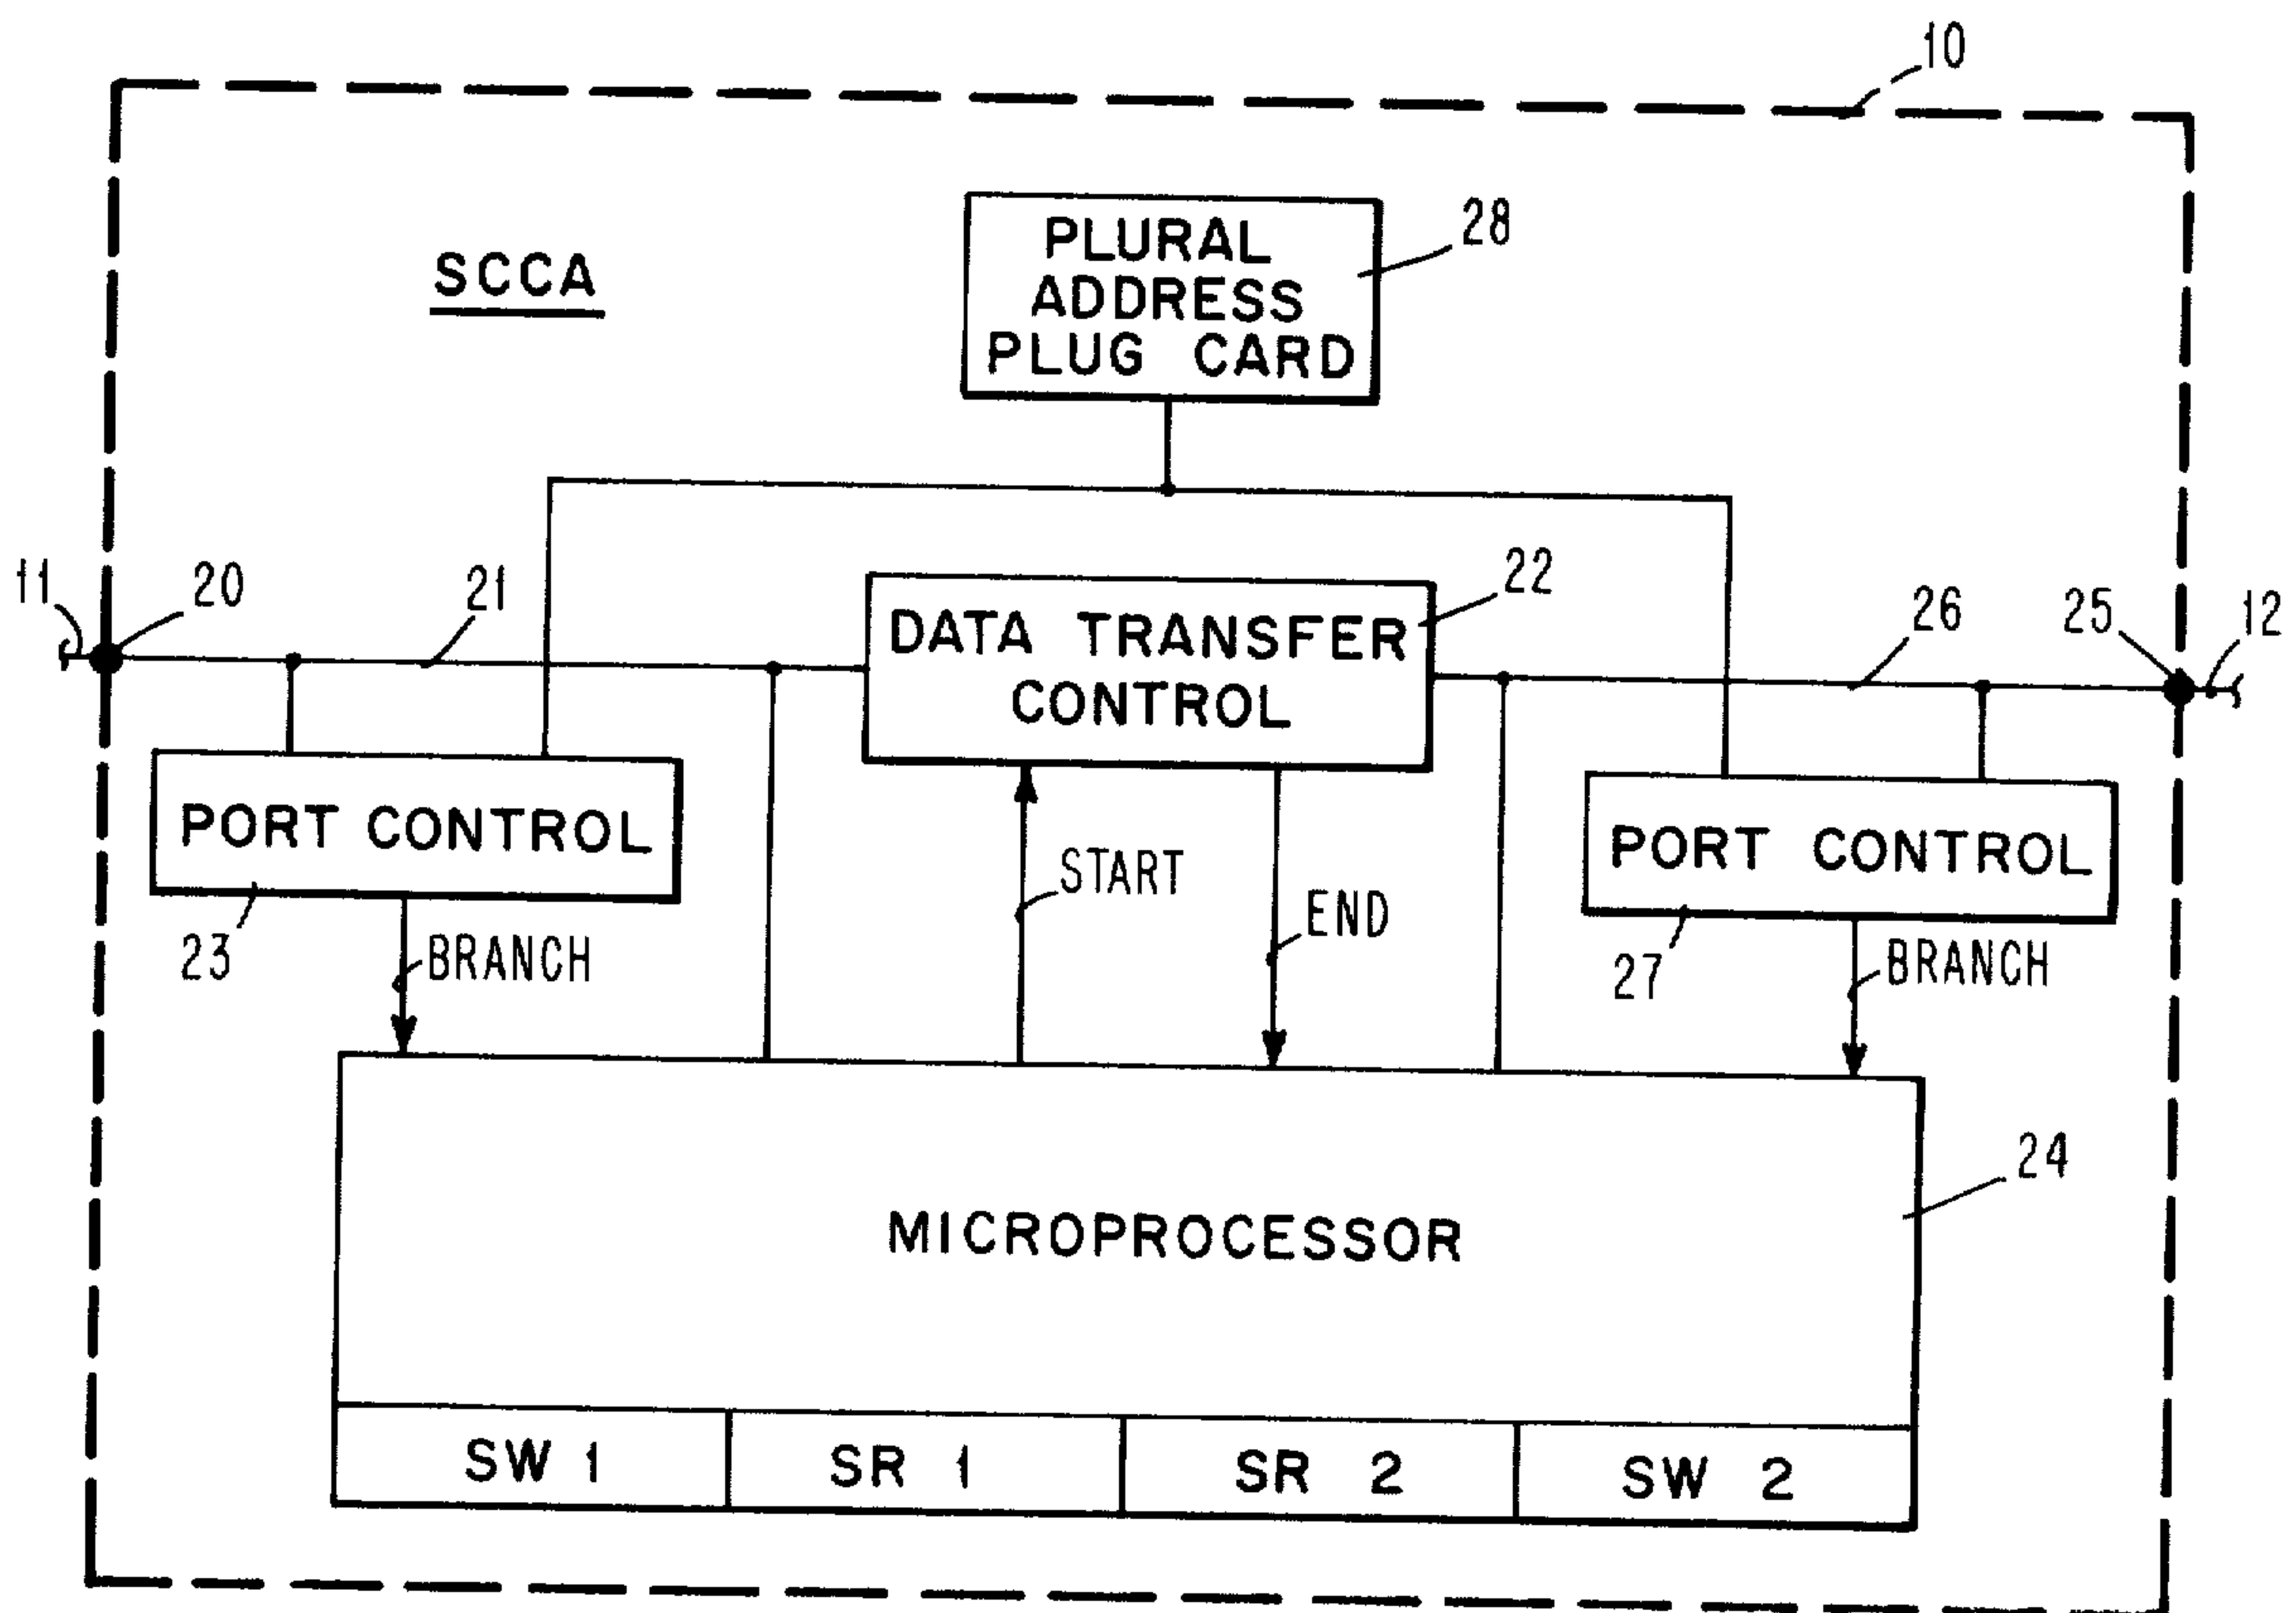 10
SCCA
PLURAL
ADDRESS
PLUG CARD
28
11
20
21
DATA TRANSFER
CONTROL
22
26
25
12
PORT CONTROL
23
BRANCH
START
END
PORT CONTROL
27
BRANCH
MICROPROCESSOR
24
SW 1
SR 1
SR 2
SW 2